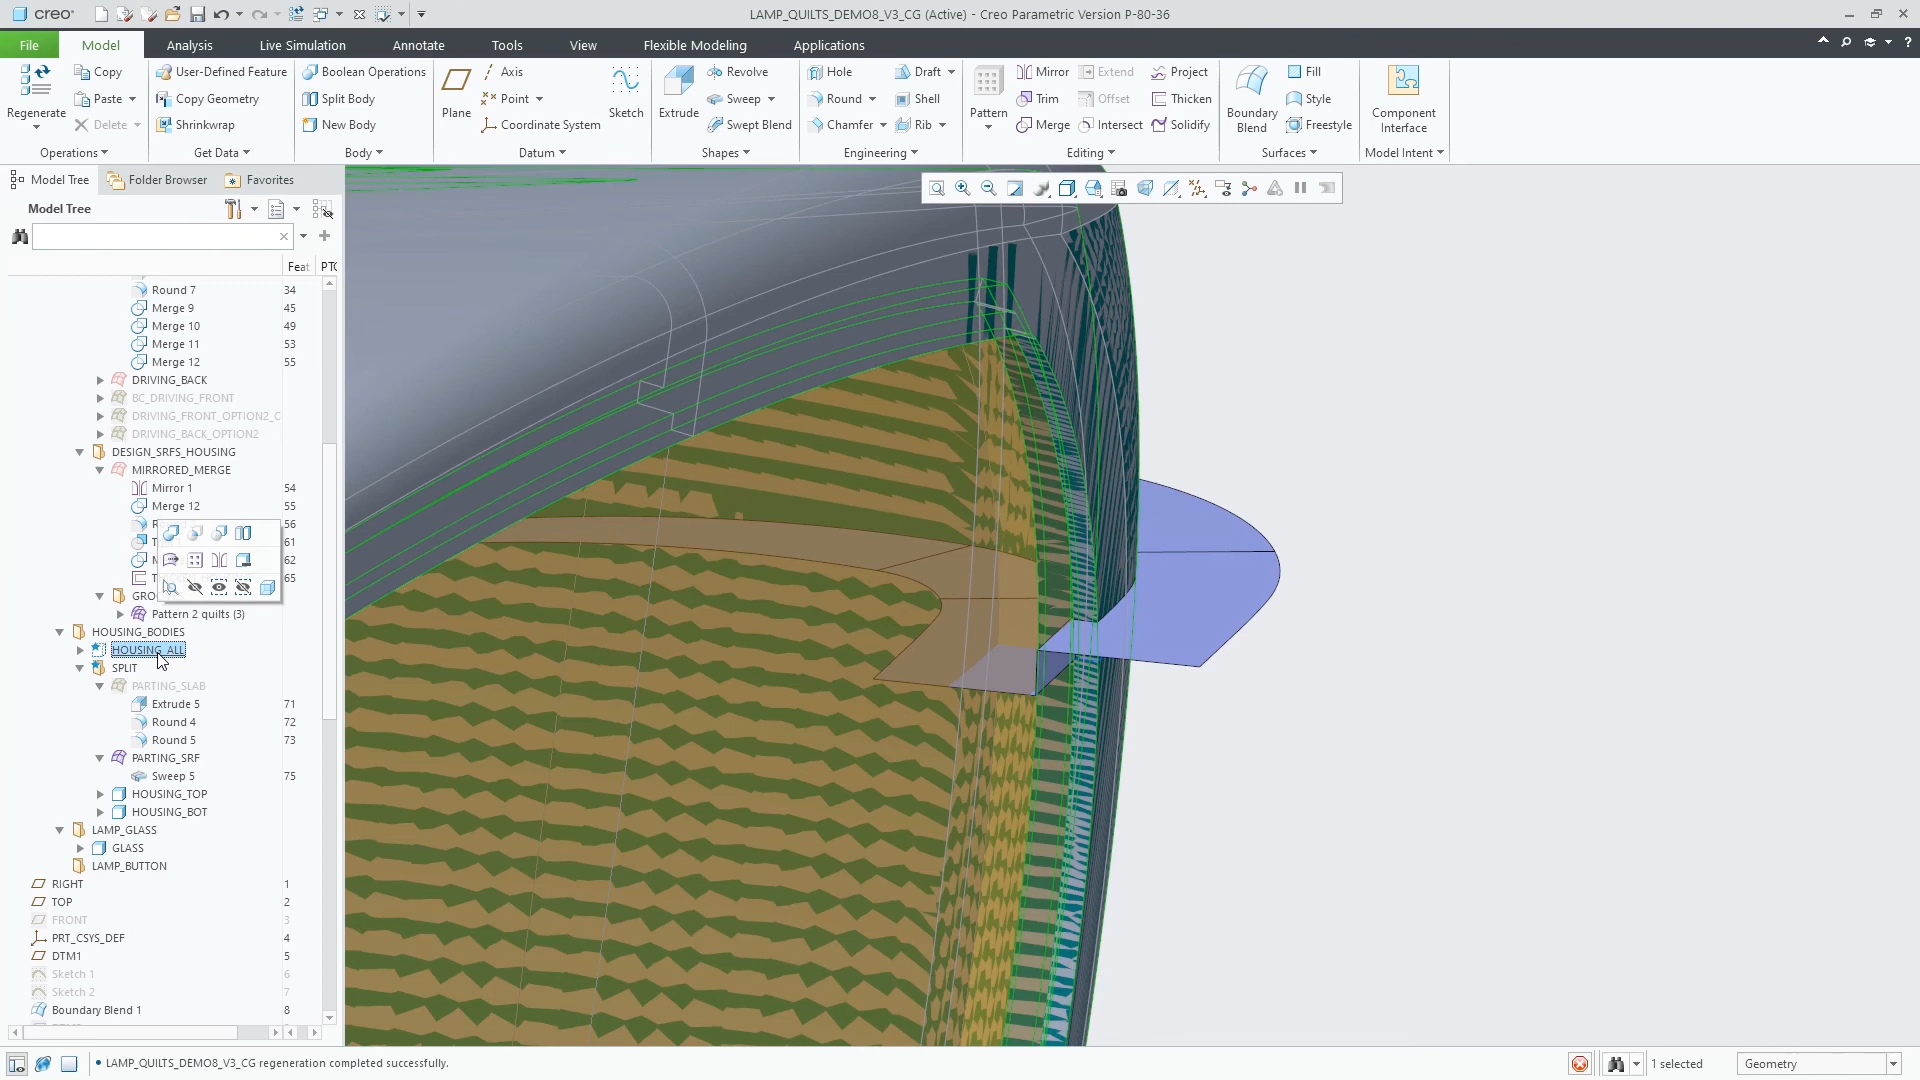 creo
LAMP_QUILTS_DEMO8_V3_CG (Active) - Creo Parametric Version P-80-36
File
Model
Analysis
Live Simulation
Annotate
Tools
View
Flexible Modeling
Applications
Regenerate
Copy
Paste
Delete
Operations
User-Defined Feature
Copy Geometry
Shrinkwrap
Get Data
Boolean Operations
Split Body
New Body
Body
Plane
Axis
Point
Coordinate System
Sketch
Datum
Extrude
Revolve
Sweep
Swept Blend
Shapes
Hole
Round
Chamfer
Draft
Shell
Rib
Engineering
Pattern
Mirror
Trim
Merge
Extend
Offset
Intersect
Project
Thicken
Solidify
Editing
Boundary
Blend
Fill
Style
Freestyle
Surfaces
Component
Interface
Model Intent
Model Tree
Folder Browser
Favorites
Model Tree
Feat
Round 7 34
Merge 9 45
Merge 10 49
Merge 11 53
Merge 12 55
DRIVING_BACK
BC_DRIVING_FRONT
DRIVING_FRONT_OPTION2_C
DRIVING_BACK_OPTION2
DESIGN_SRFS_HOUSING
MIRRORED_MERGE
Mirror 1 54
Merge 12 55
56
61
62
65
GRO
Pattern 2 quilts (3)
HOUSING_BODIES
HOUSING_ALL
SPLIT
PARTING_SLAB
Extrude 5 71
Round 4 72
Round 5 73
PARTING_SRF
Sweep 5 75
HOUSING_TOP
HOUSING_BOT
LAMP_GLASS
GLASS
LAMP_BUTTON
RIGHT 1
TOP 2
FRONT 3
PRT_CSYS_DEF 4
DTM1 5
Sketch 1 6
Sketch 2 7
Boundary Blend 1 8
LAMP_QUILTS_DEMO8_V3_CG regeneration completed successfully.
1 selected
Geometry